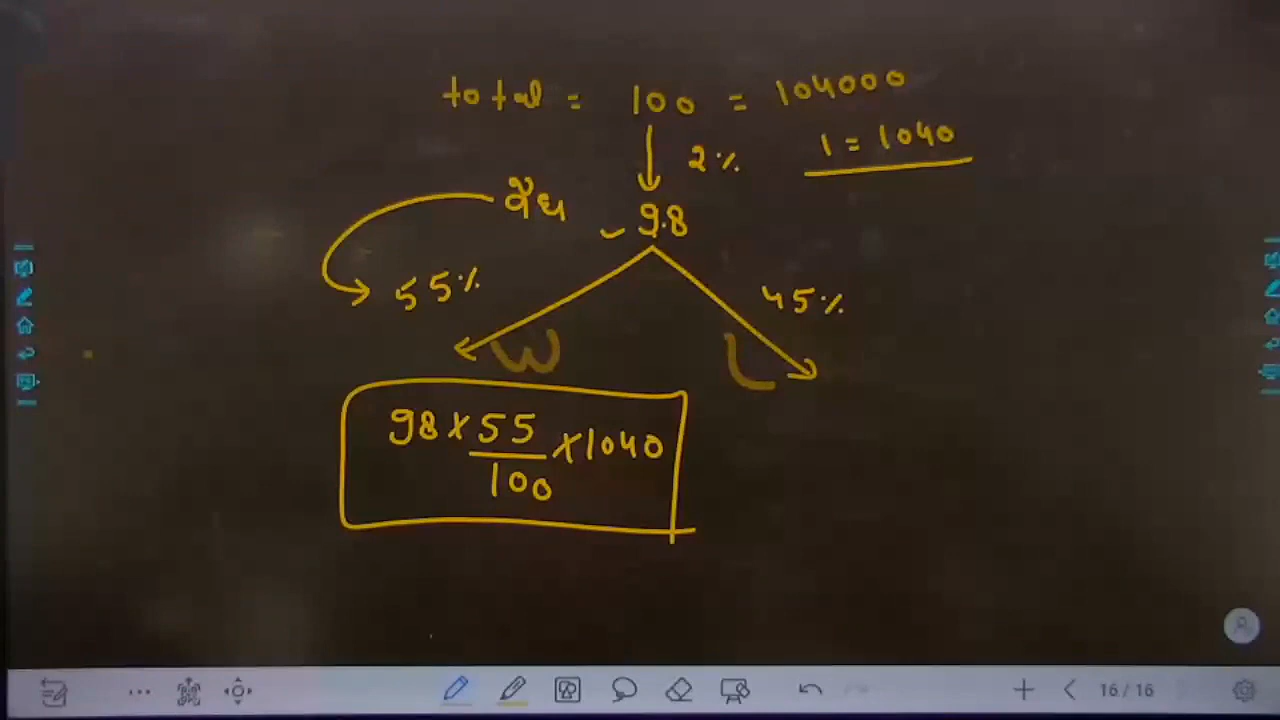 total = 100 = 104000
2%
1 = 1040
वैध
98
55%
45%
W
L
98 × 55/100 × 1040
16 / 16